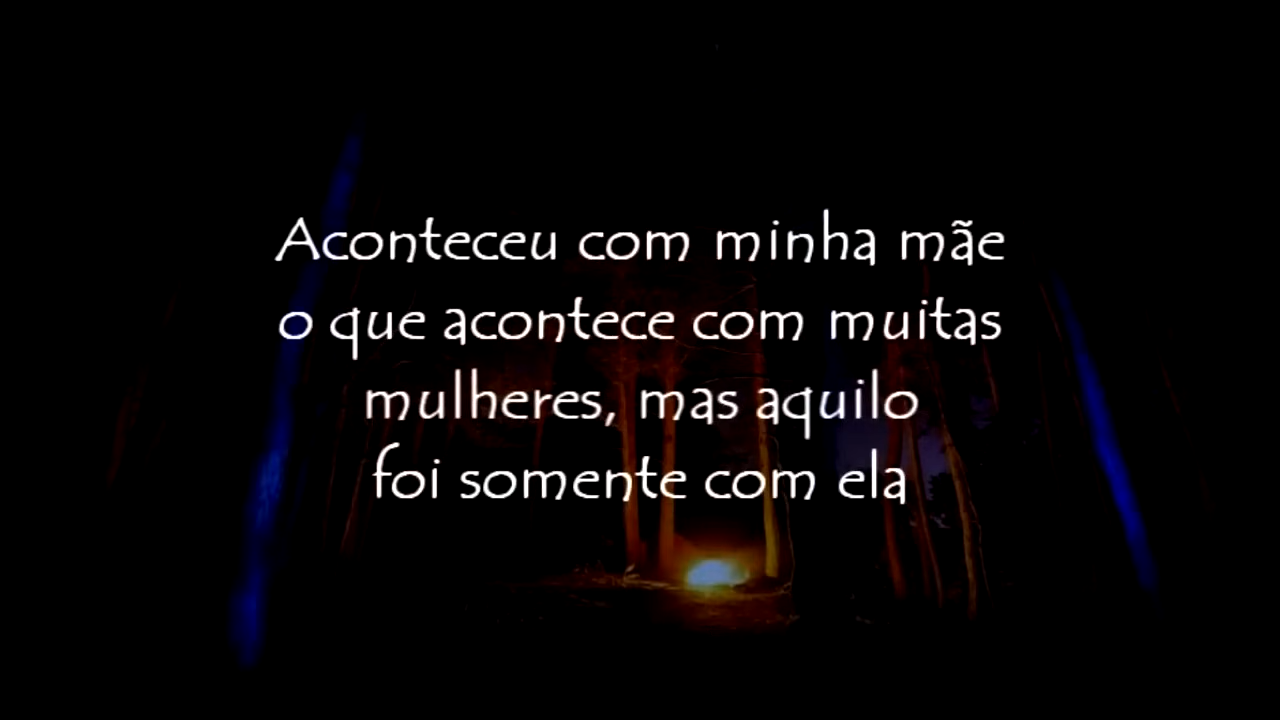 Aconteceu com minha mãe
o que acontece com muitas
mulheres, mas aquilo
foi somente com ela